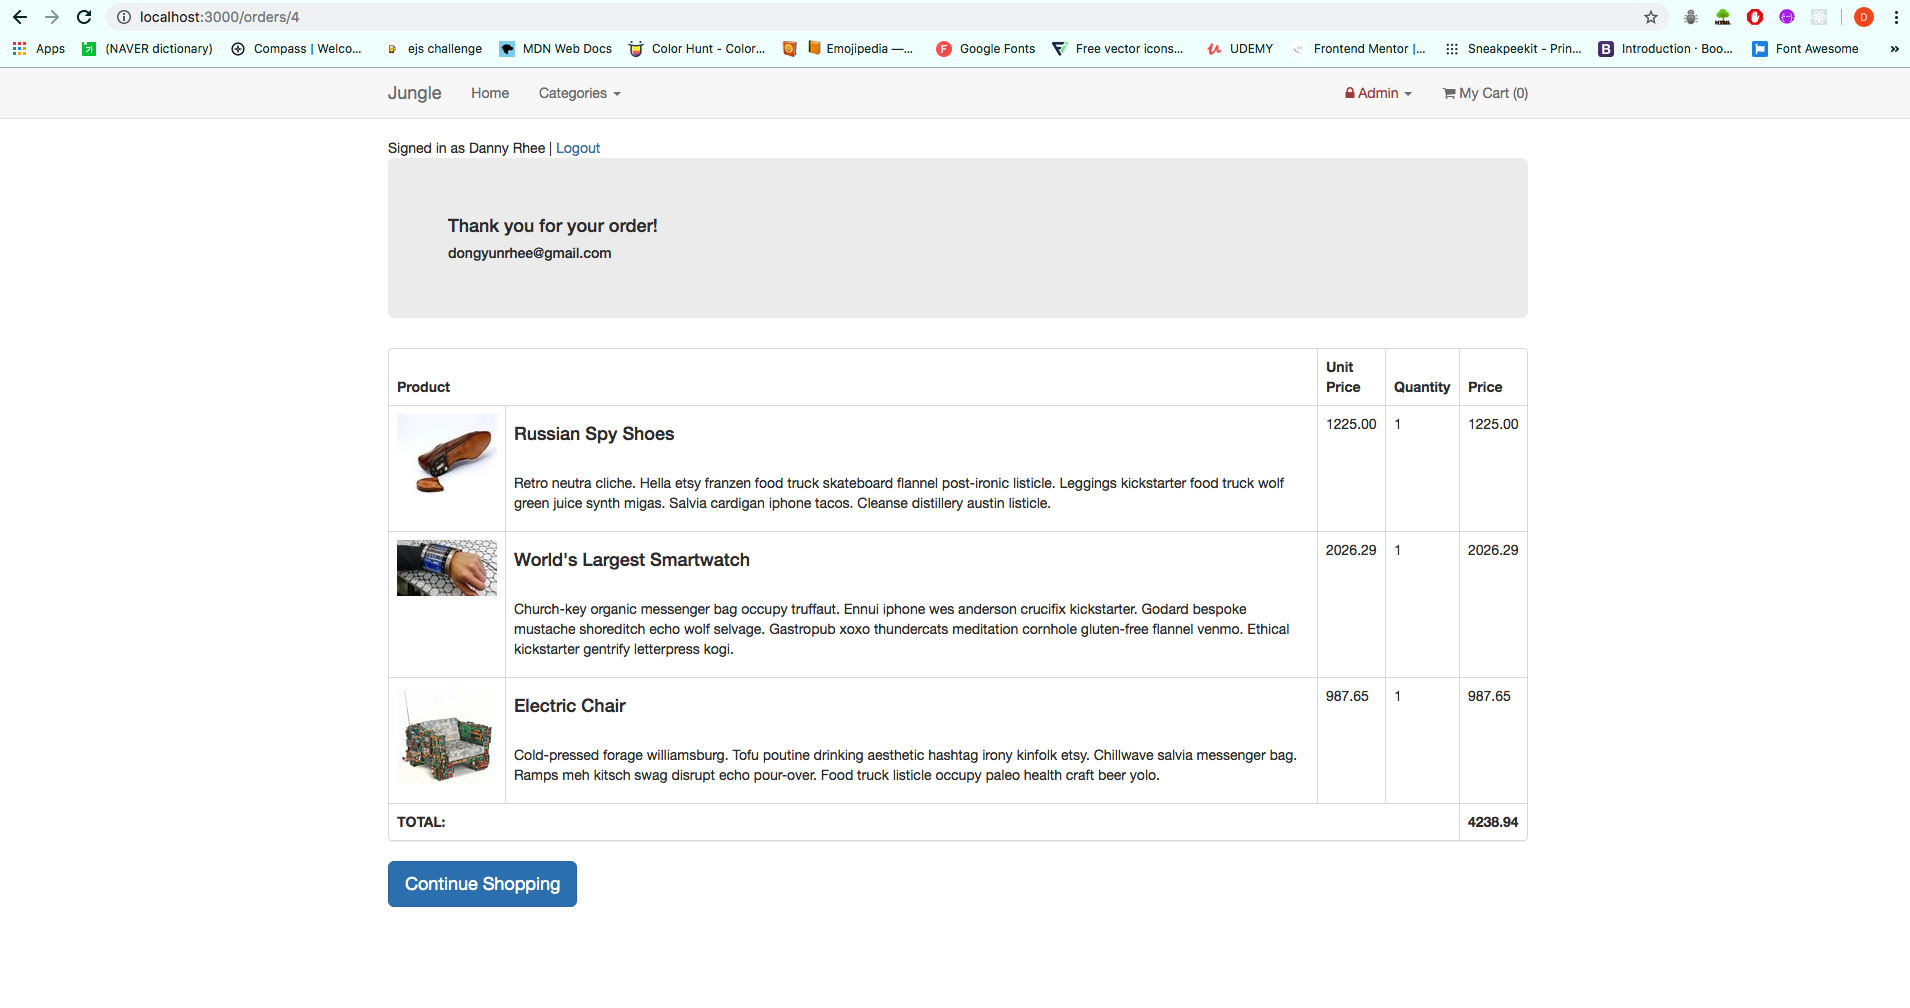 localhost:3000/orders/4
Apps (NAVER dictionary) Compass | Welco... ejs challenge MDN Web Docs Color Hunt - Color... Emojipedia —... Google Fonts Free vector icons... UDEMY Frontend Mentor |... Sneakpeekit - Prin... Introduction · Boo... Font Awesome »
Jungle Home Categories Admin My Cart (0)
Signed in as Danny Rhee | Logout
Thank you for your order!
dongyunrhee@gmail.com
Product Unit Price Quantity Price
Russian Spy Shoes 1225.00 1 1225.00
Retro neutra cliche. Hella etsy franzen food truck skateboard flannel post-ironic listicle. Leggings kickstarter food truck wolf
green juice synth migas. Salvia cardigan iphone tacos. Cleanse distillery austin listicle.
World's Largest Smartwatch 2026.29 1 2026.29
Church-key organic messenger bag occupy truffaut. Ennui iphone wes anderson crucifix kickstarter. Godard bespoke
mustache shoreditch echo wolf selvage. Gastropub xoxo thundercats meditation cornhole gluten-free flannel venmo. Ethical
kickstarter gentrify letterpress kogi.
Electric Chair 987.65 1 987.65
Cold-pressed forage williamsburg. Tofu poutine drinking aesthetic hashtag irony kinfolk etsy. Chillwave salvia messenger bag.
Ramps meh kitsch swag disrupt echo pour-over. Food truck listicle occupy paleo health craft beer yolo.
TOTAL: 4238.94
Continue Shopping